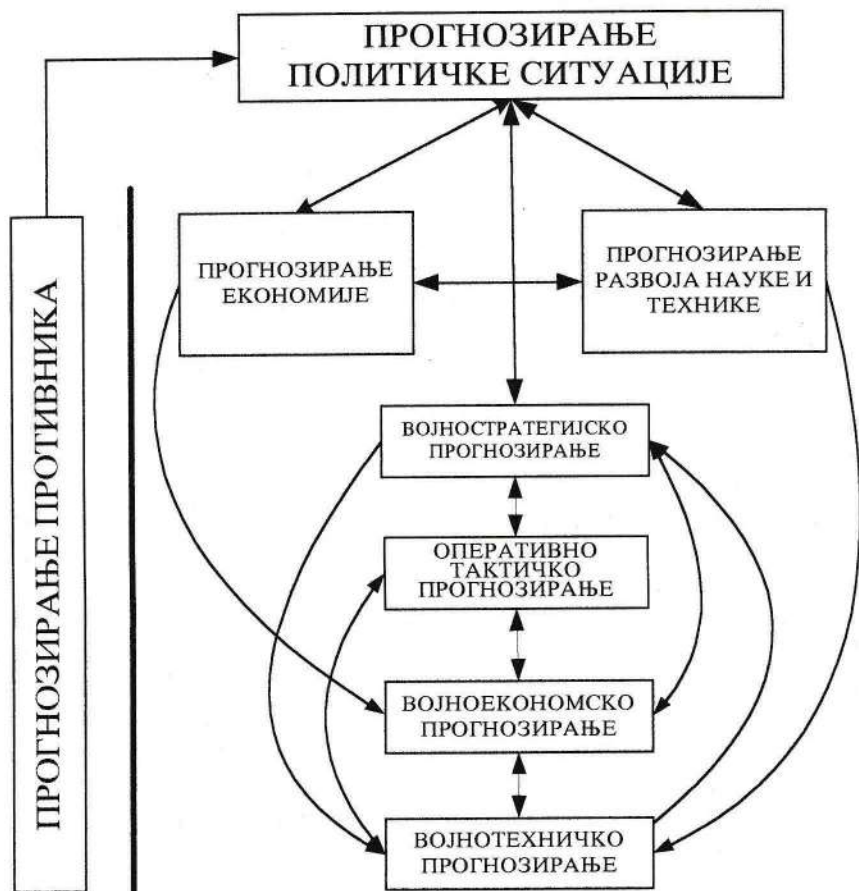 ПРОГНОЗИРАЊЕ
ПОЛИТИЧКЕ СИТУАЦИЈЕ
ПРОГНОЗИРАЊЕ ПРОТИВНИКА
ПРОГНОЗИРАЊЕ
ЕКОНОМИЈЕ
ПРОГНОЗИРАЊЕ
РАЗВОЈА НАУКЕ И
ТЕХНИКЕ
ВОЈНОСТРАТЕГИЈСКО
ПРОГНОЗИРАЊЕ
ОПЕРАТИВНО
ТАКТИЧКО
ПРОГНОЗИРАЊЕ
ВОЈНОЕКОНОМСКО
ПРОГНОЗИРАЊЕ
ВОЈНОТЕХНИЧКО
ПРОГНОЗИРАЊЕ